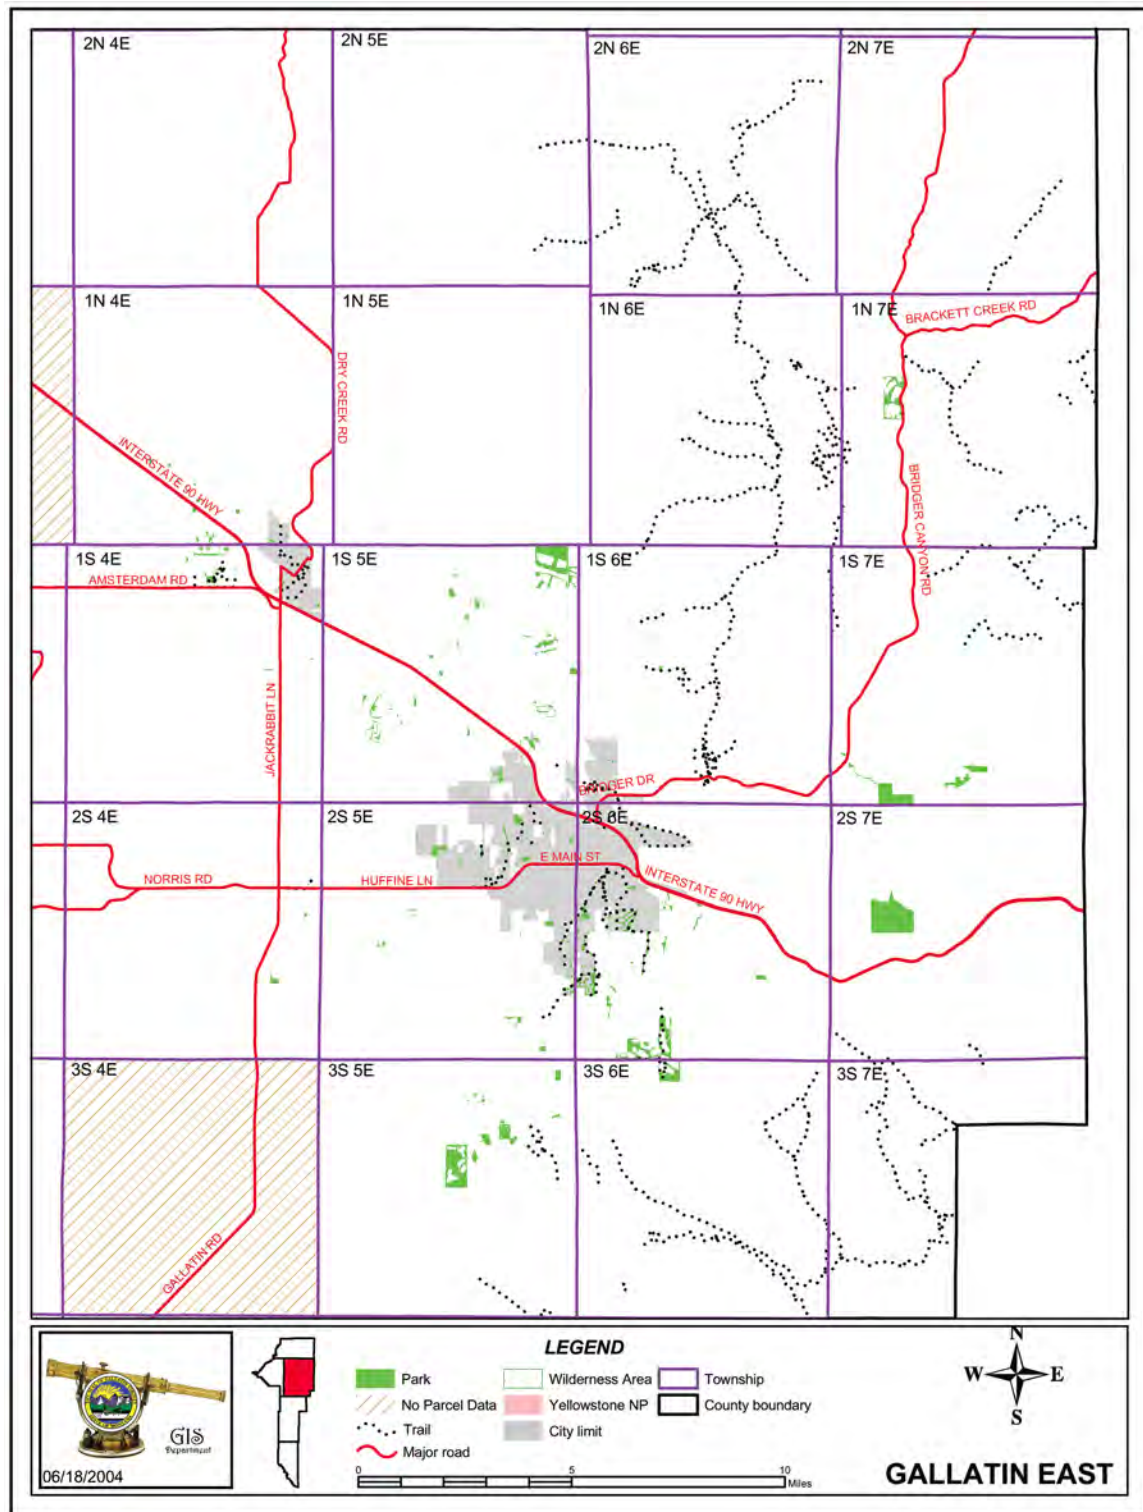 2N 4E
2N 5E
2N 6E
2N 7E
1N 4E
1N 5E
1N 6E
1N 7E
BRACKETT CREEK RD
DRY CREEK RD
INTERSTATE 90 HWY
BRIDGER CANYON RD
1S 4E
1S 5E
1S 6E
1S 7E
AMSTERDAM RD
JACKRABBIT LN
BRIDGER DR
2S 4E
2S 5E
2S 6E
2S 7E
E MAIN ST
NORRIS RD
HUFFINE LN
INTERSTATE 90 HWY
3S 4E
3S 5E
3S 6E
3S 7E
GALLATIN RD
GIS
Department
06/18/2004
LEGEND
Park
Wilderness Area
Township
No Parcel Data
Yellowstone NP
County boundary
Trail
City limit
Major road
0
5
10
Miles
N
W
E
S
GALLATIN EAST